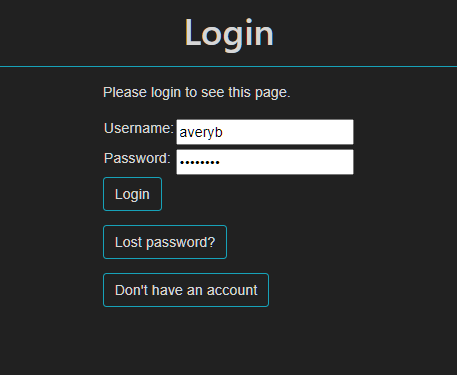 Login
Please login to see this page.
Username: averyb
Password: ••••••••
Login
Lost password?
Don't have an account